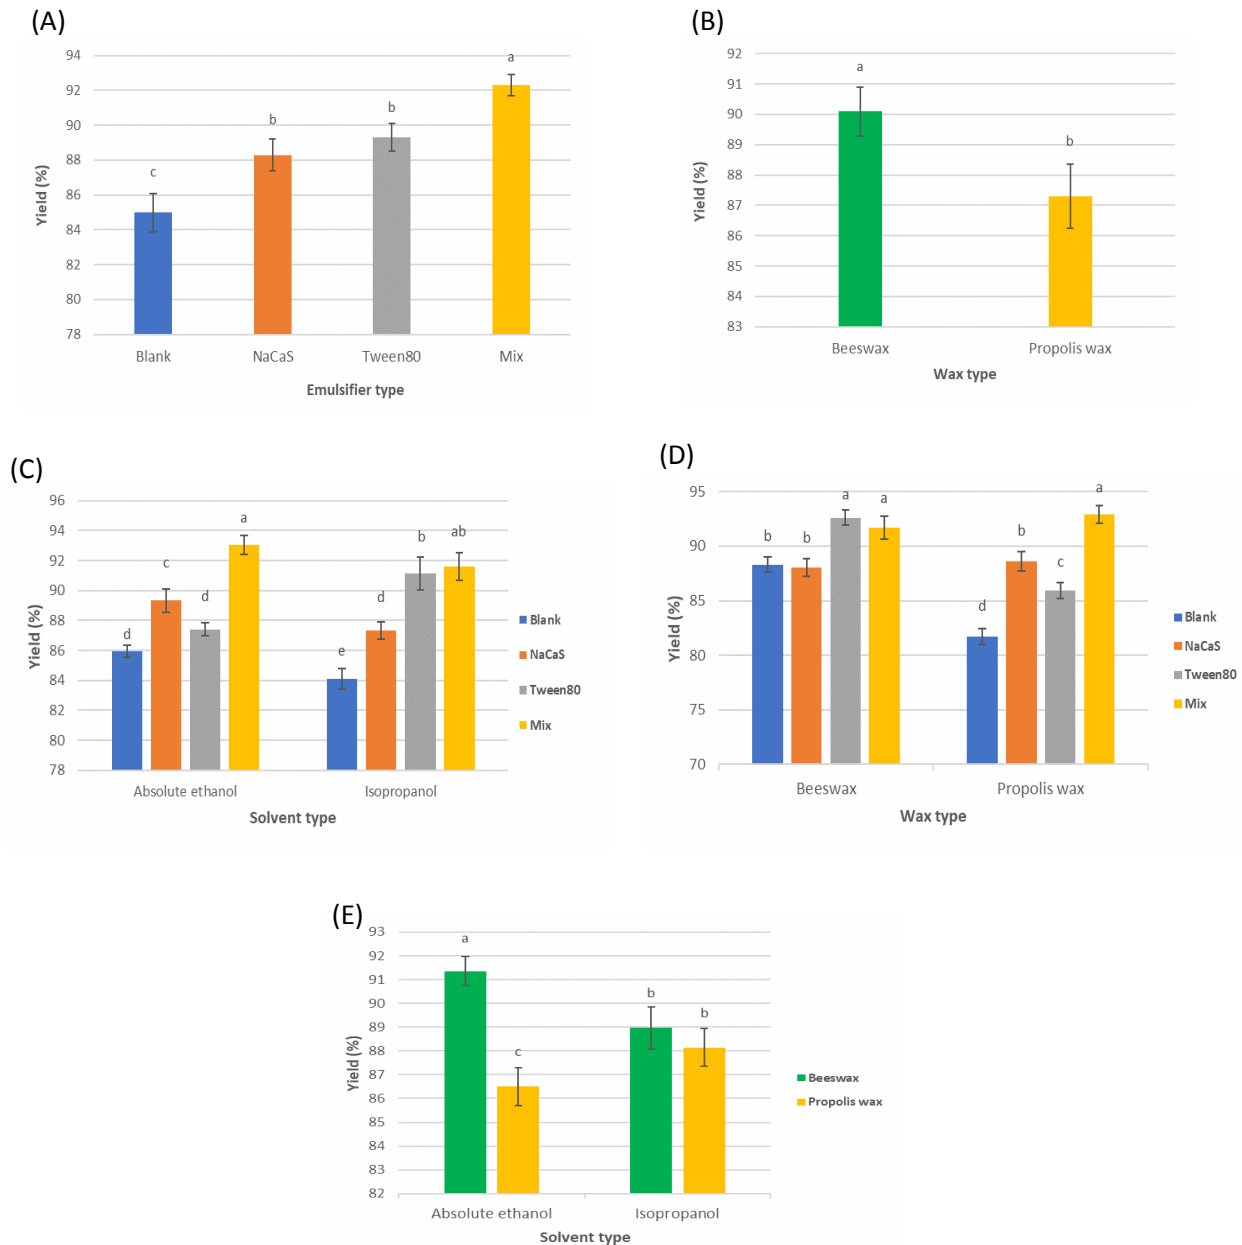 (A)
94
92
90
88
86
84
82
80
78
Yield (%)
c
b
b
a
Blank NaCaS Tween80 Mix
Emulsifier type
(B)
92
91
90
89
88
87
86
85
84
83
Yield (%)
a
b
Beeswax Propolis wax
Wax type
(C)
96
94
92
90
88
86
84
82
80
78
Yield (%)
d
c
d
a
e
d
b
ab
Absolute ethanol Isopropanol
Solvent type
Blank
NaCaS
Tween80
Mix
(D)
95
90
85
80
75
70
Yield (%)
b
b
a
a
d
b
c
a
Beeswax Propolis wax
Wax type
Blank
NaCaS
Tween80
Mix
(E)
93
92
91
90
89
88
87
86
85
84
83
82
Yield (%)
a
c
b
b
Absolute ethanol Isopropanol
Solvent type
Beeswax
Propolis wax